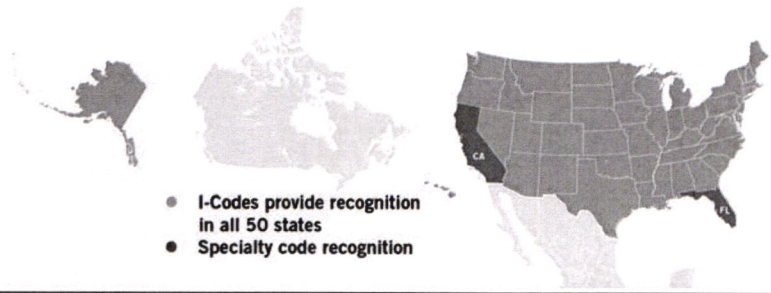 CA
FL
I-Codes provide recognition
in all 50 states
Specialty code recognition